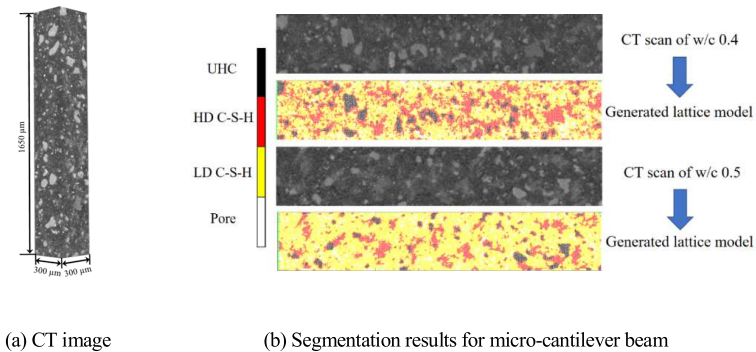 1650 μm
300 μm
300 μm
UHC
HD C-S-H
LD C-S-H
Pore
CT scan of w/c 0.4
Generated lattice model
CT scan of w/c 0.5
Generated lattice model
(a) CT image
(b) Segmentation results for micro-cantilever beam